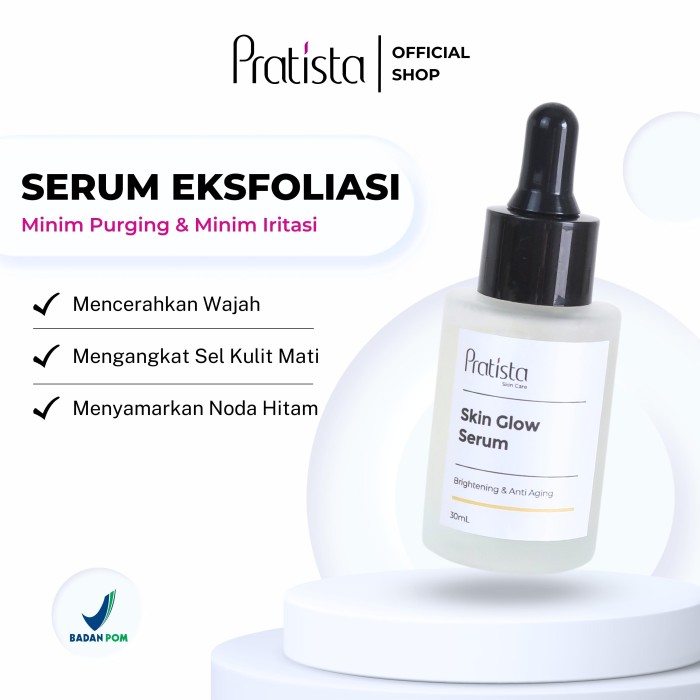 Pratista
OFFICIAL
SHOP
SERUM EKSFOLIASI
Minim Purging & Minim Iritasi
Mencerahkan Wajah
Mengangkat Sel Kulit Mati
Menyamarkan Noda Hitam
Pratista
Skin Care
Skin Glow
Serum
Brightening & Anti Aging
30mL
BADAN POM